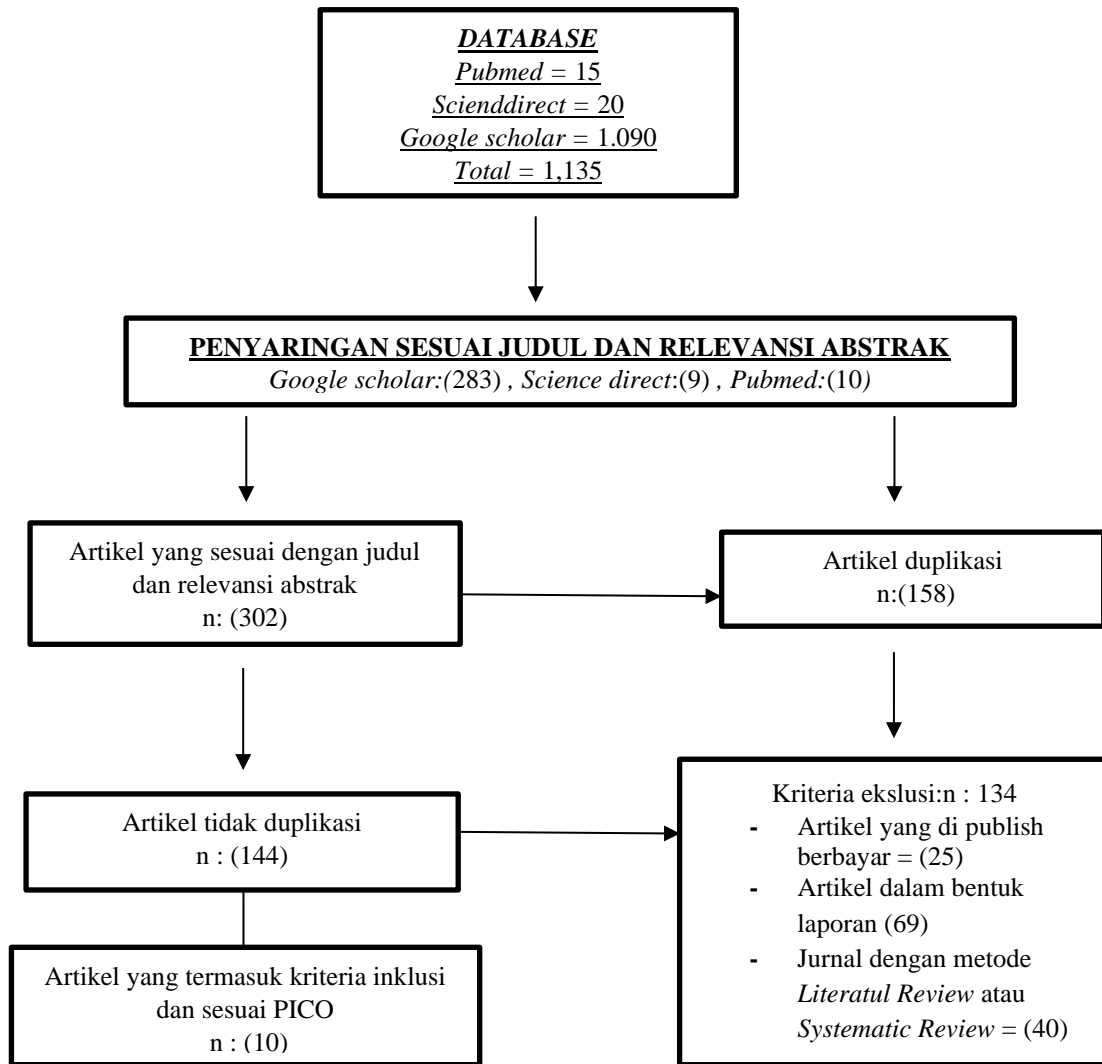 DATABASE
Pubmed = 15
Scienddirect = 20
Google scholar = 1.090
Total = 1,135
PENYARINGAN SESUAI JUDUL DAN RELEVANSI ABSTRAK
Google scholar:(283) , Science direct:(9) , Pubmed:(10)
Artikel yang sesuai dengan judul
dan relevansi abstrak
n: (302)
Artikel duplikasi
n:(158)
Artikel tidak duplikasi
n : (144)
Kriteria ekslusi:n : 134
- Artikel yang di publish
berbayar = (25)
- Artikel dalam bentuk
laporan (69)
- Jurnal dengan metode
Literatul Review atau
Systematic Review = (40)
Artikel yang termasuk kriteria inklusi
dan sesuai PICO
n : (10)